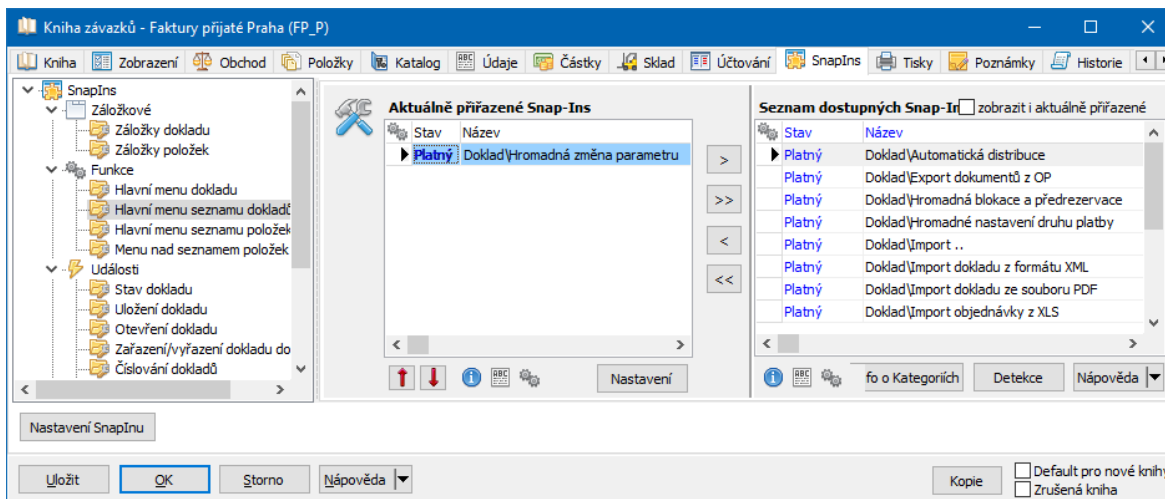 Kniha závazků - Faktury přijaté Praha (FP_P)
Kniha Zobrazení Obchod Položky Katalog Údaje Částky Sklad Účtování SnapIns Tisky Poznámky Historie
SnapIns
Záložkové
Záložky dokladu
Záložky položek
Funkce
Hlavní menu dokladu
Hlavní menu seznamu dokladů
Hlavní menu seznamu položek
Menu nad seznamem položek
Události
Stav dokladu
Uložení dokladu
Otevření dokladu
Zařazení/vyřazení dokladu do
Číslování dokladů
Aktuálně přiřazené Snap-Ins
Stav Název
Platný Doklad\Hromadná změna parametru
>
>>
<
<<
ABC
Nastavení
Seznam dostupných Snap-In zobrazit i aktuálně přiřazené
Stav Název
Platný Doklad\Automatická distribuce
Platný Doklad\Export dokumentů z OP
Platný Doklad\Hromadná blokace a předrezervace
Platný Doklad\Hromadné nastavení druhu platby
Platný Doklad\Import ..
Platný Doklad\Import dokladu z formátu XML
Platný Doklad\Import dokladu ze souboru PDF
Platný Doklad\Import objednávky z XLS
ABC
fo o Kategoriích Detekce Nápověda
Nastavení SnapInu
Uložit OK Storno Nápověda
Kopie
Default pro nové knihy
Zrušená kniha